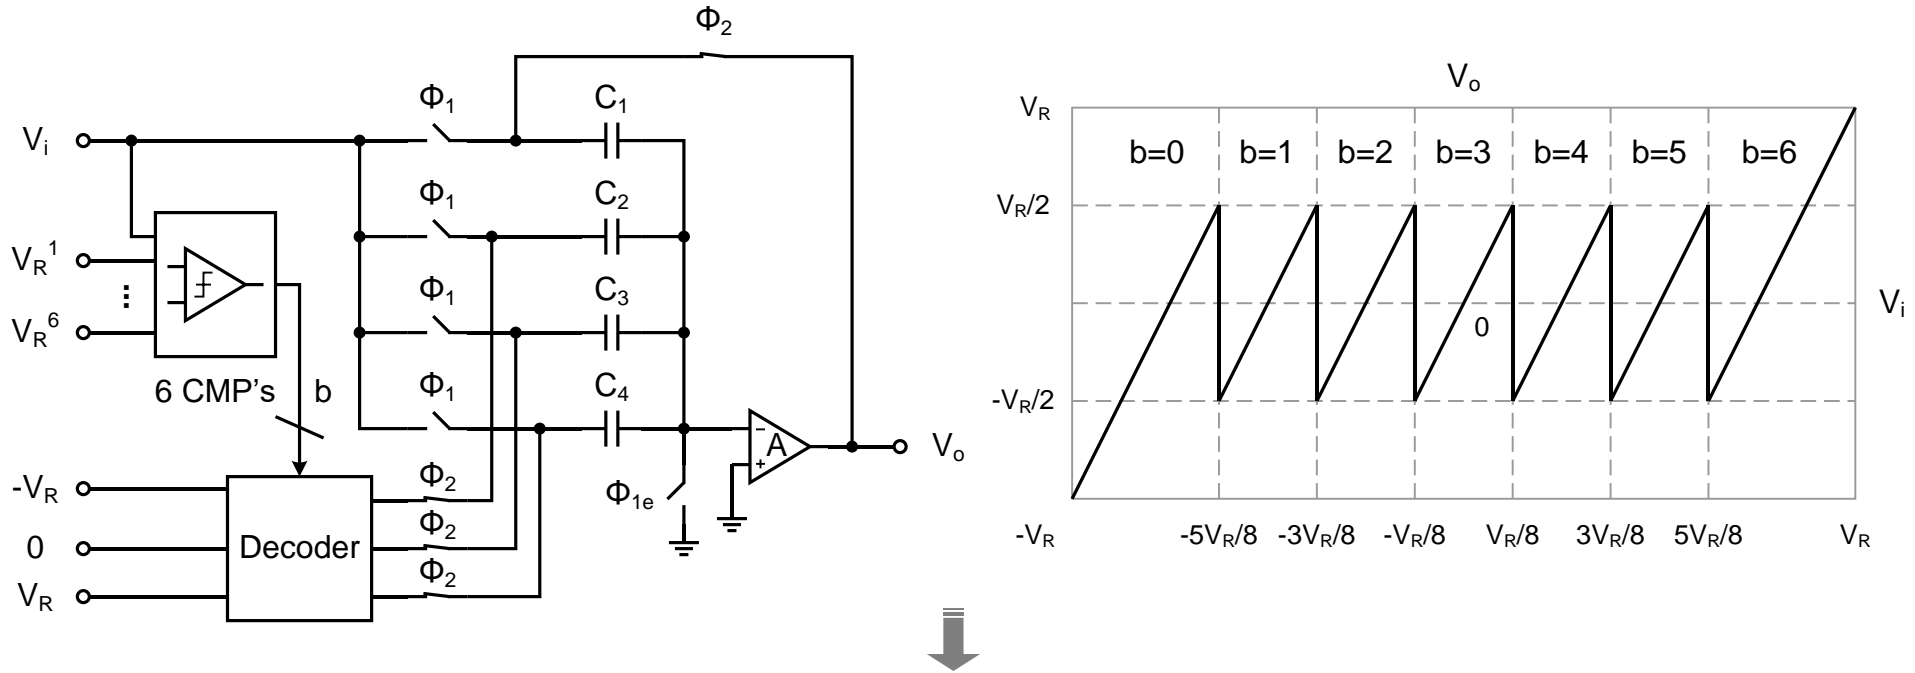 Φ2
Vi
Φ1
C1
Φ1
C2
VR1
⋮
VR6
Φ1
C3
6 CMP's
b
Φ1
C4
−
A
+
Vo
Φ1e
-VR
0
VR
Decoder
Φ2
Φ2
Φ2
Vo
VR
b=0 b=1 b=2 b=3 b=4 b=5 b=6
VR/2
Vi
0
-VR/2
-VR -5VR/8 -3VR/8 -VR/8 VR/8 3VR/8 5VR/8 VR